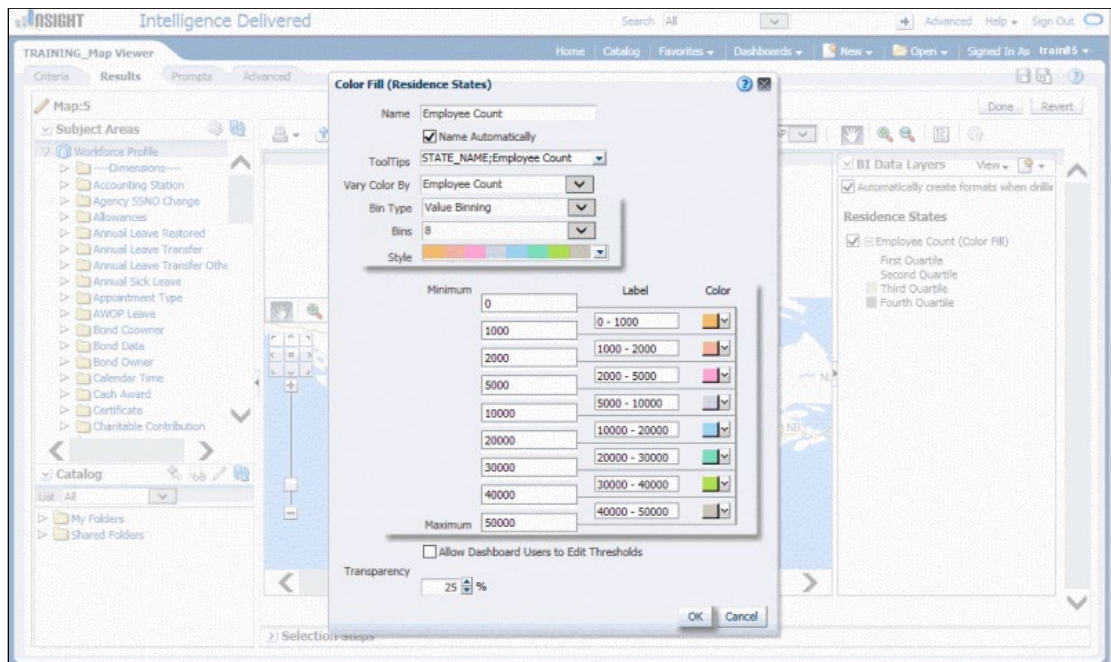 INSIGHT Intelligence Delivered
Search All
Advanced Help Sign Out
TRAINING_Map Viewer
Home Catalog Favorites Dashboards New Open Signed In As train85
Criteria Results Prompts Advanced
Map:5
Done Revert
Subject Areas
Workforce Profile
----Dimensions----
Accounting Station
Agency SSNO Change
Allowances
Annual Leave Restored
Annual Leave Transfer
Annual Leave Transfer Othe
Annual Sick Leave
Appointment Type
AWOP Leave
Bond Coowner
Bond Data
Bond Owner
Calendar Time
Cash Award
Certificate
Charitable Contribution
Catalog
List All
My Folders
Shared Folders
Color Fill (Residence States)
Name Employee Count
Name Automatically
ToolTips STATE_NAME;Employee Count
Vary Color By Employee Count
Bin Type Value Binning
Bins 8
Style
Minimum Label Color
0
0 - 1000
1000
1000 - 2000
2000
2000 - 5000
5000
5000 - 10000
10000
10000 - 20000
20000
20000 - 30000
30000
30000 - 40000
40000
40000 - 50000
Maximum 50000
Allow Dashboard Users to Edit Thresholds
Transparency
25 %
OK Cancel
BI Data Layers View
Automatically create formats when drillin
Residence States
Employee Count (Color Fill)
First Quartile
Second Quartile
Third Quartile
Fourth Quartile
NB
Selection Steps